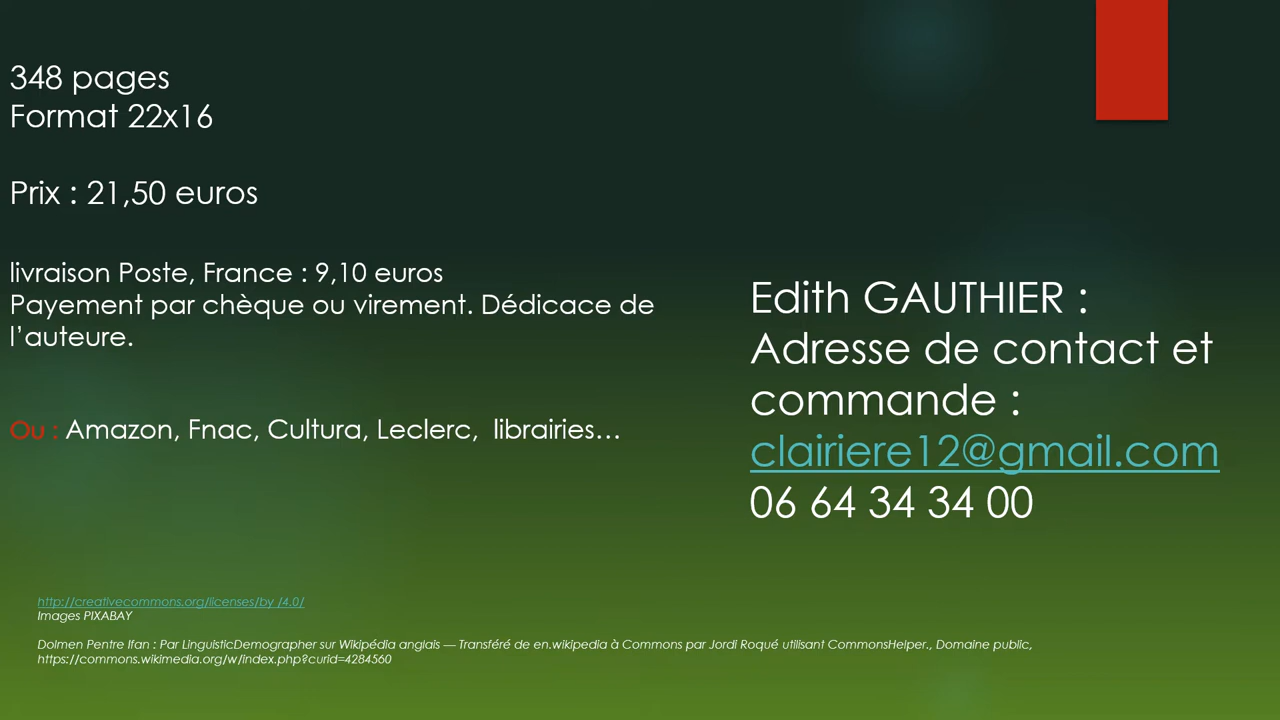 348 pages
Format 22x16
Prix : 21,50 euros
livraison Poste, France : 9,10 euros
Payement par chèque ou virement. Dédicace de
l’auteure.
Ou : Amazon, Fnac, Cultura, Leclerc,  librairies…
Edith GAUTHIER :
Adresse de contact et
commande :
clairiere12@gmail.com
06 64 34 34 00
http://creativecommons.org/licenses/by /4.0/
Images PIXABAY
Dolmen Pentre Ifan : Par LinguisticDemographer sur Wikipédia anglais — Transféré de en.wikipedia à Commons par Jordi Roqué utilisant CommonsHelper., Domaine public,
https://commons.wikimedia.org/w/index.php?curid=4284560